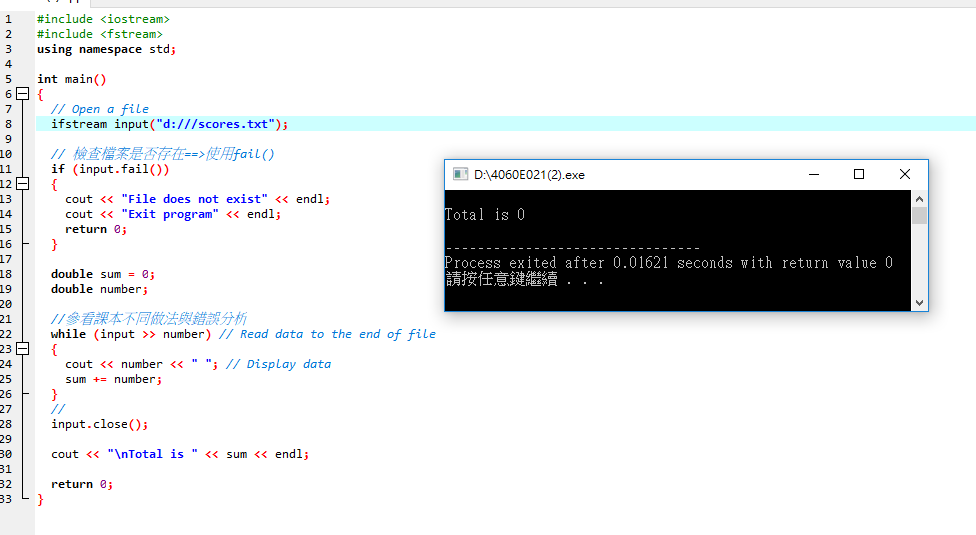 1 #include <iostream>
2 #include <fstream>
3 using namespace std;
4
5 int main()
6 {
7 // Open a file
8 ifstream input("d:///scores.txt");
9
10 // 檢查檔案是否存在==>使用fail()
11 if (input.fail())
12 {
13 cout << "File does not exist" << endl;
14 cout << "Exit program" << endl;
15 return 0;
16 }
17
18 double sum = 0;
19 double number;
20
21 //參看課本不同做法與錯誤分析
22 while (input >> number) // Read data to the end of file
23 {
24 cout << number << " "; // Display data
25 sum += number;
26 }
27 //
28 input.close();
29
30 cout << "\nTotal is " << sum << endl;
31
32 return 0;
33 }
D:\4060E021(2).exe
Total is 0
--------------------------------
Process exited after 0.01621 seconds with return value 0
請按任意鍵繼續 . . .